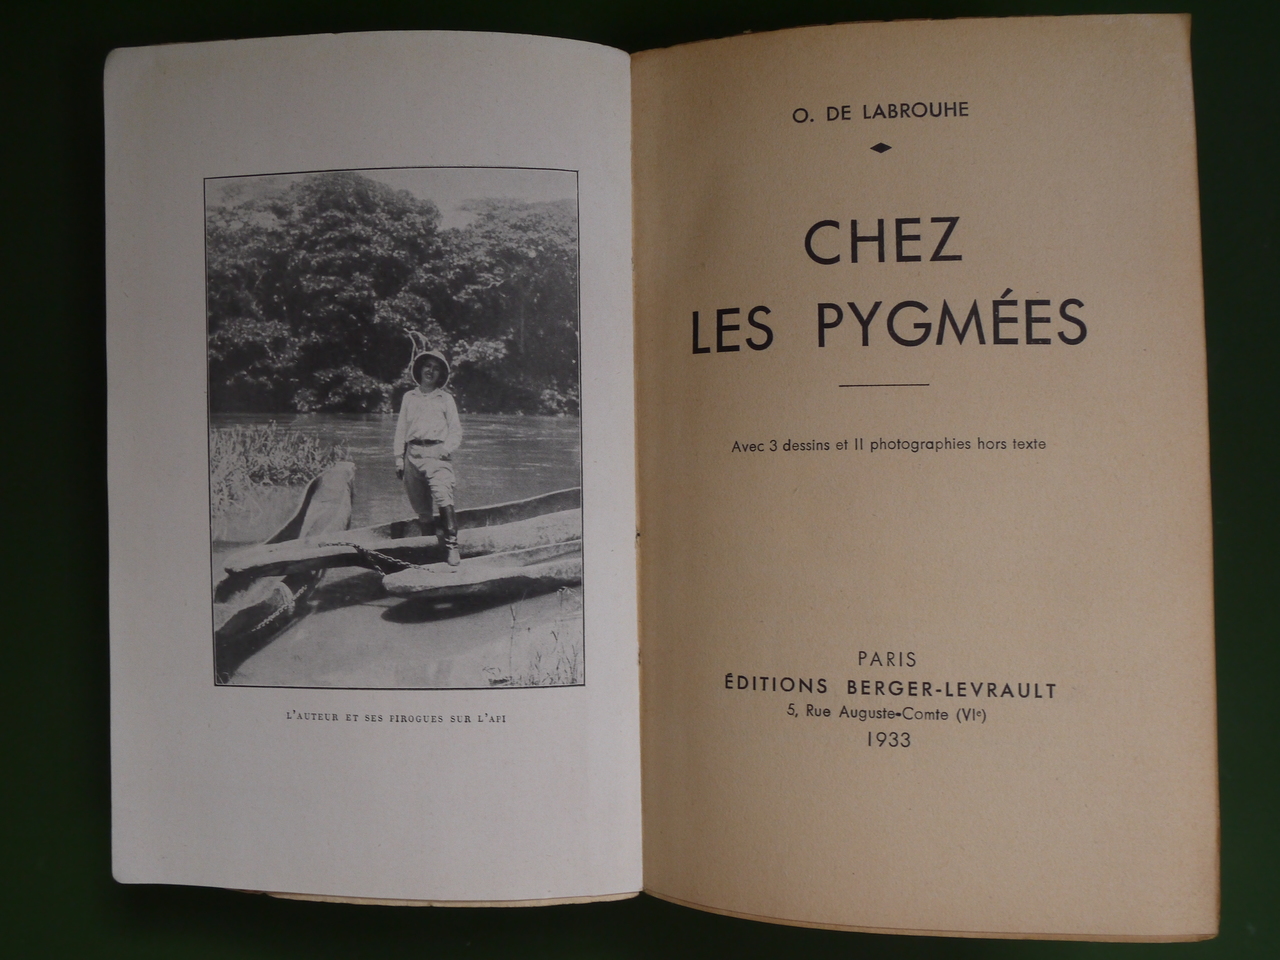 L'AUTEUR ET SES PIROGUES SUR L'API
O. DE LABROUHE
CHEZ
LES PYGMÉES
Avec 3 dessins et 11 photographies hors texte
PARIS
ÉDITIONS BERGER-LEVRAULT
5, Rue Auguste-Comte (VIe)
1933